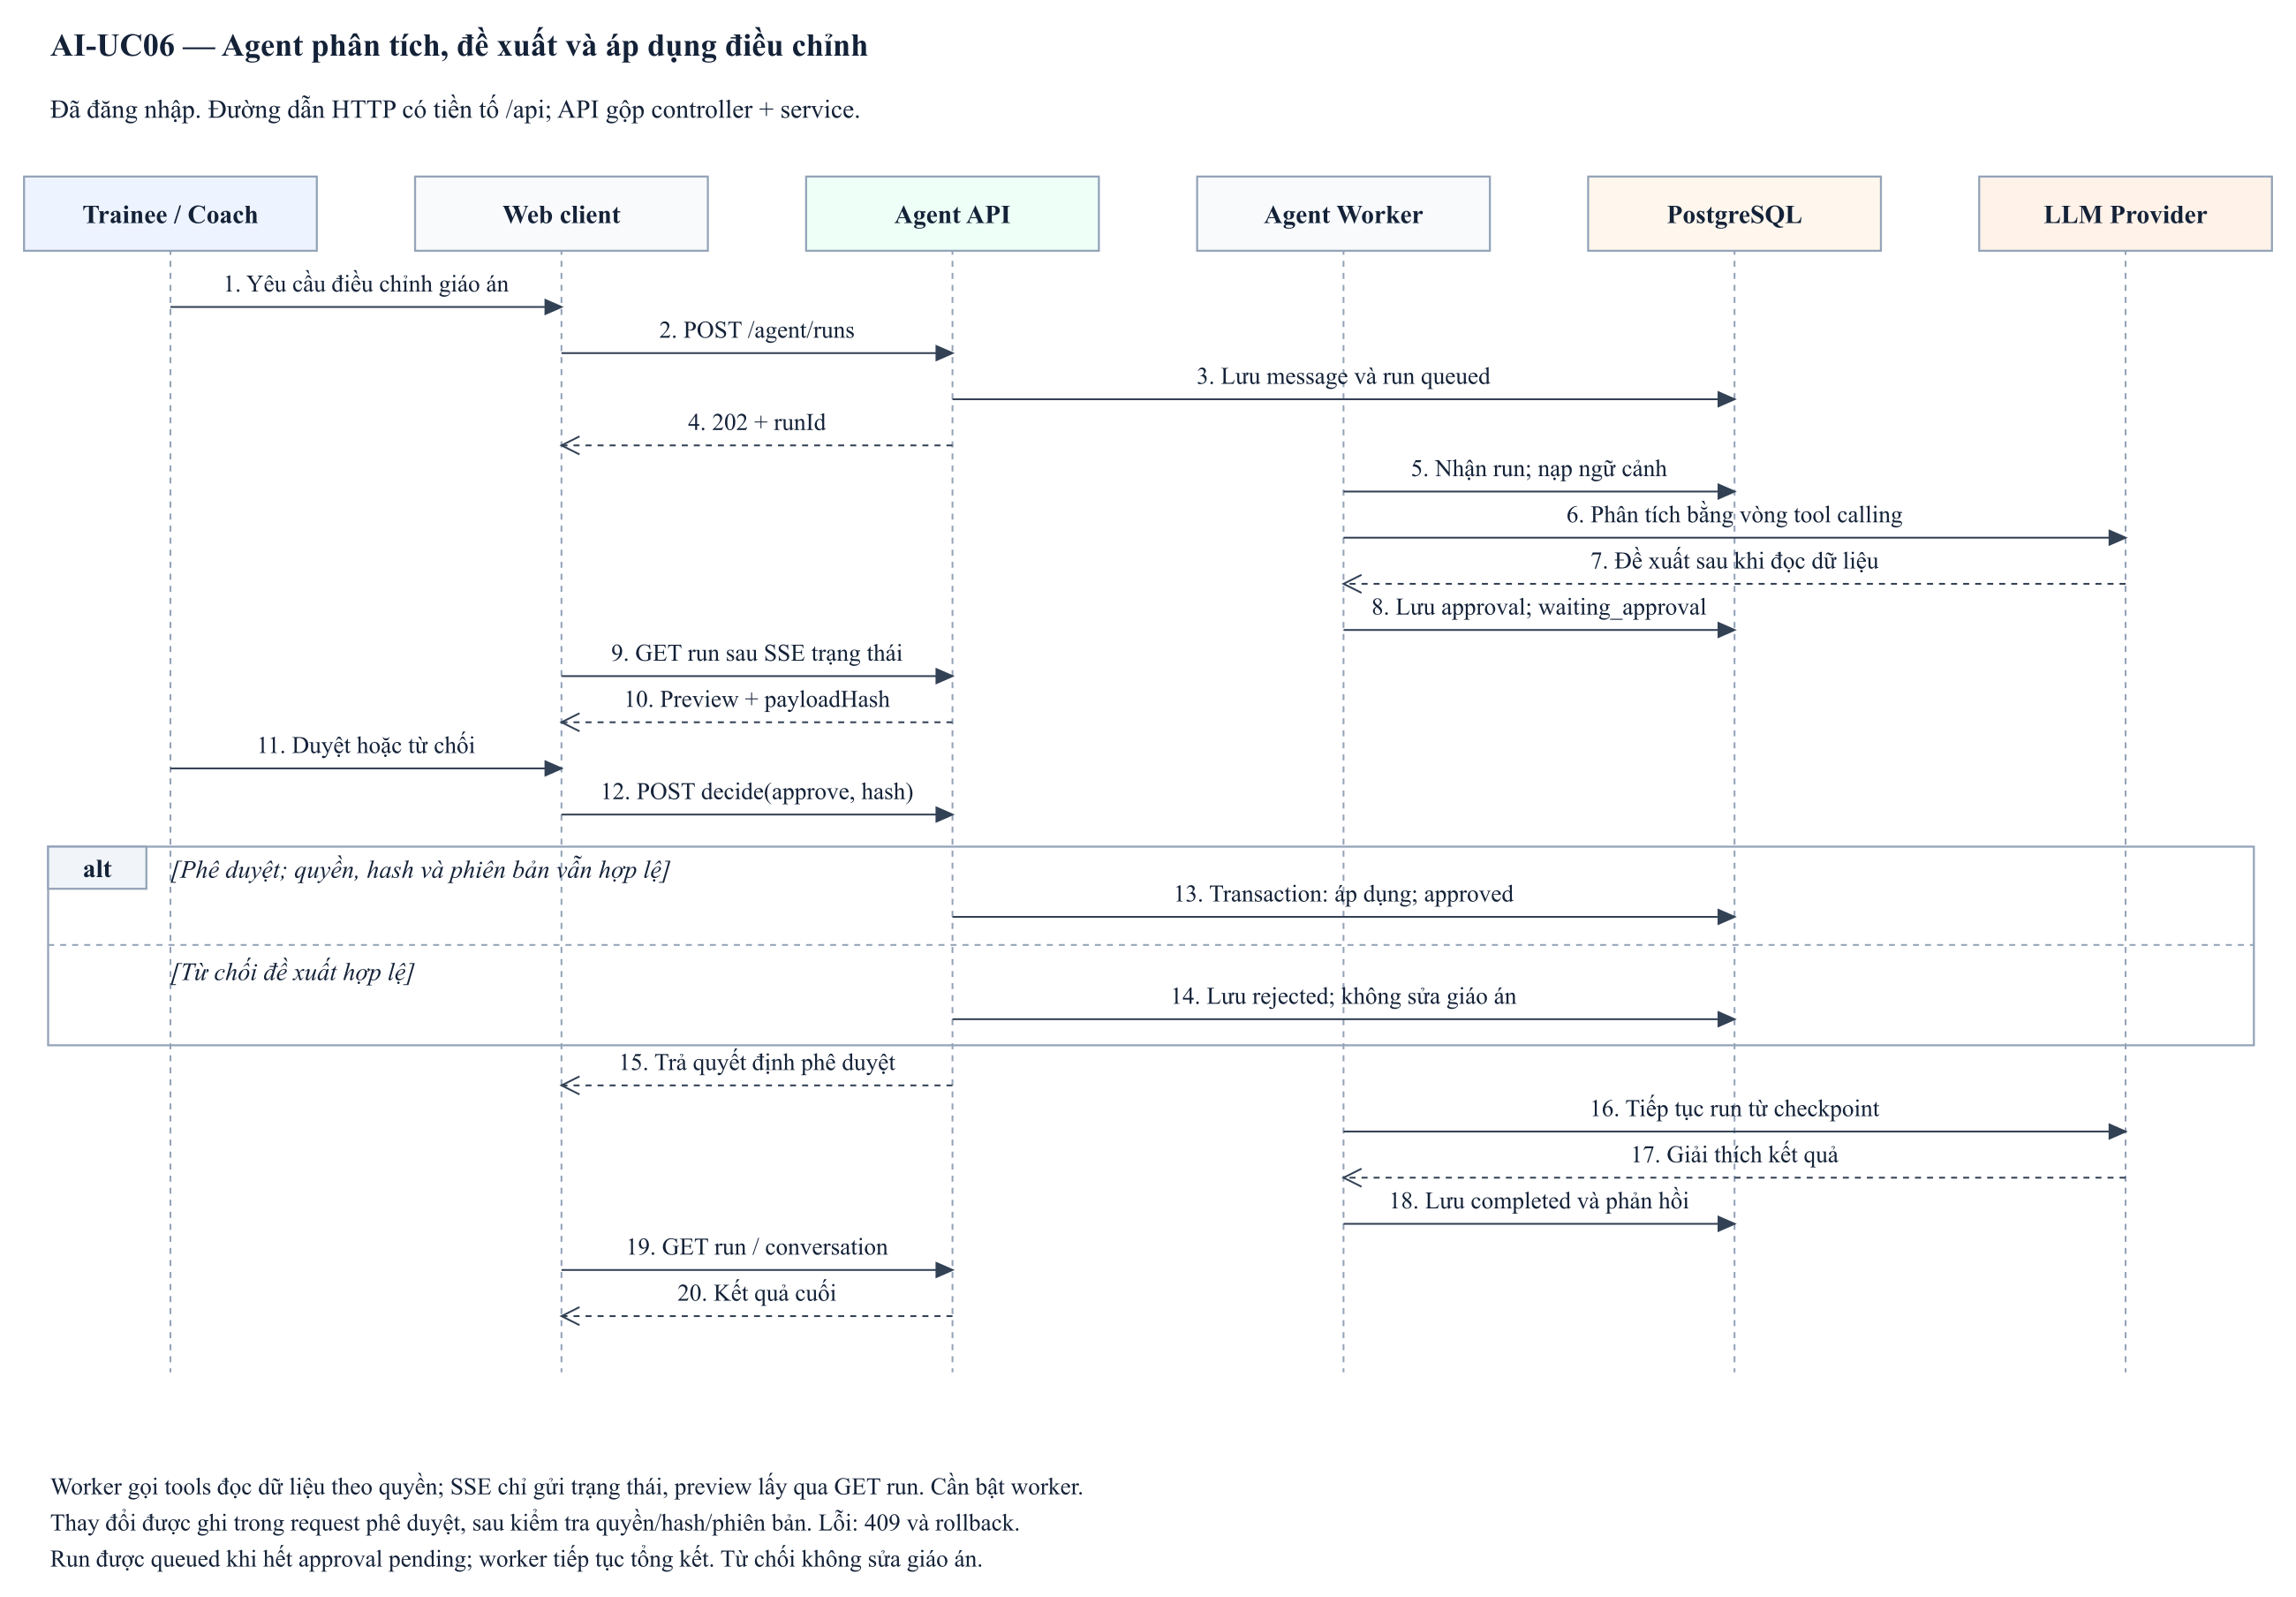 AI-UC06 — Agent phân tích, đề xuất và áp dụng điều chỉnh
Đã đăng nhập. Đường dẫn HTTP có tiền tố /api; API gộp controller + service.
Trainee / Coach
Web client
Agent API
Agent Worker
PostgreSQL
LLM Provider
1. Yêu cầu điều chỉnh giáo án
2. POST /agent/runs
3. Lưu message và run queued
4. 202 + runId
5. Nhận run; nạp ngữ cảnh
6. Phân tích bằng vòng tool calling
7. Đề xuất sau khi đọc dữ liệu
8. Lưu approval; waiting_approval
9. GET run sau SSE trạng thái
10. Preview + payloadHash
11. Duyệt hoặc từ chối
12. POST decide(approve, hash)
alt
[Phê duyệt; quyền, hash và phiên bản vẫn hợp lệ]
13. Transaction: áp dụng; approved
[Từ chối đề xuất hợp lệ]
14. Lưu rejected; không sửa giáo án
15. Trả quyết định phê duyệt
16. Tiếp tục run từ checkpoint
17. Giải thích kết quả
18. Lưu completed và phản hồi
19. GET run / conversation
20. Kết quả cuối
Worker gọi tools đọc dữ liệu theo quyền; SSE chỉ gửi trạng thái, preview lấy qua GET run. Cần bật worker.
Thay đổi được ghi trong request phê duyệt, sau kiểm tra quyền/hash/phiên bản. Lỗi: 409 và rollback.
Run được queued khi hết approval pending; worker tiếp tục tổng kết. Từ chối không sửa giáo án.